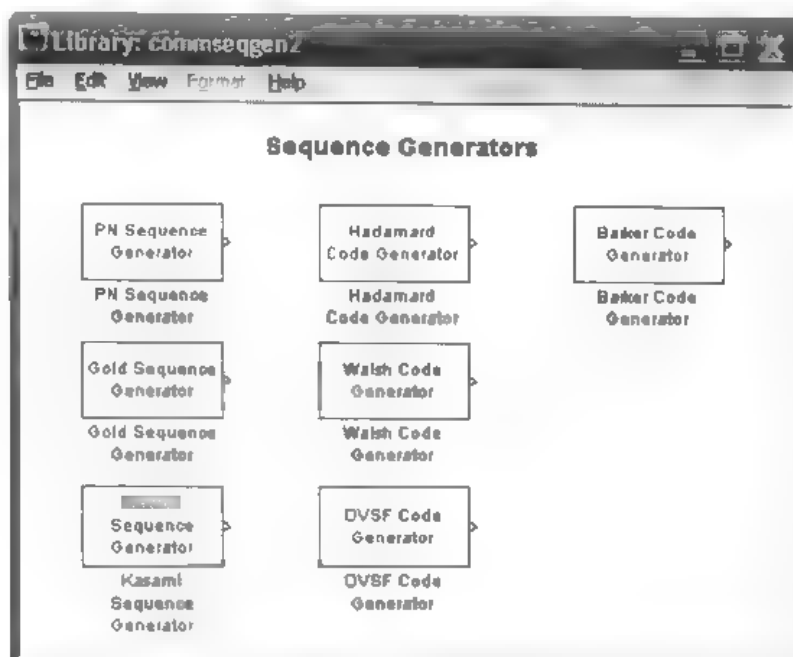 Library: commseqgen2
File Edit View Format Help
Sequence Generators
PN Sequence
Generator
PN Sequence
Generator
Hadamard
Code Generator
Hadamard
Code Generator
Barker Code
Generator
Barker Code
Generator
Gold Sequence
Generator
Gold Sequence
Generator
Walsh Code
Generator
Walsh Code
Generator
Sequence
Generator
Kasami
Sequence
Generator
OVSF Code
Generator
OVSF Code
Generator